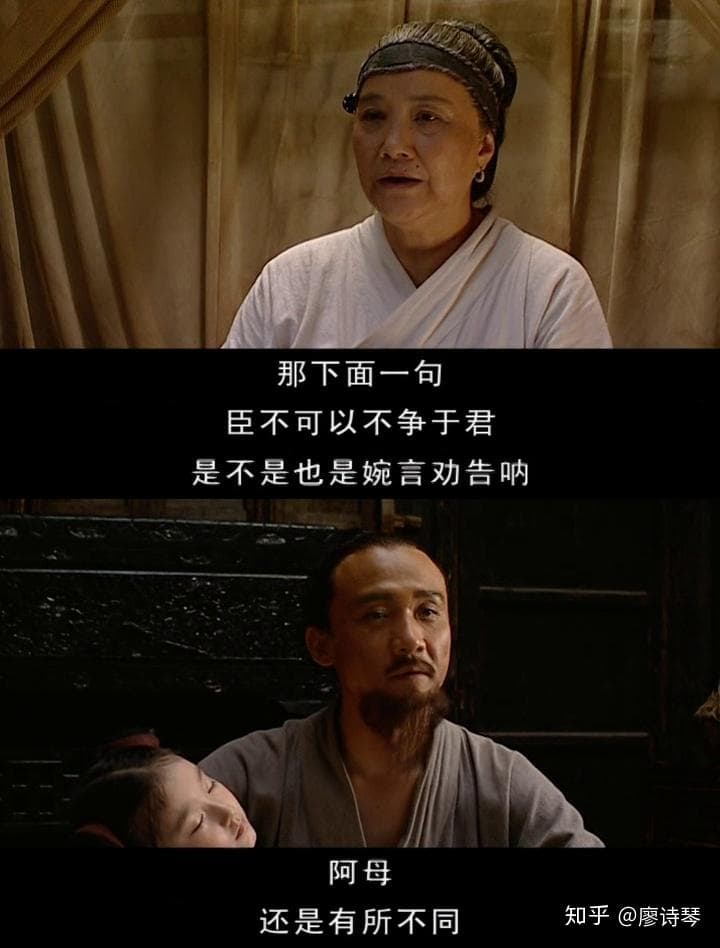 那下面一句
臣不可以不争于君
是不是也是婉言劝告呐
阿母
还是有所不同
知乎 @廖诗琴